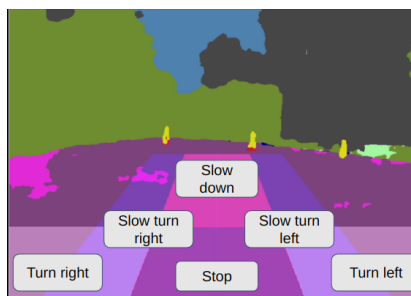 Slow
down
Slow turn
right
Slow turn
left
Turn right
Stop
Turn left